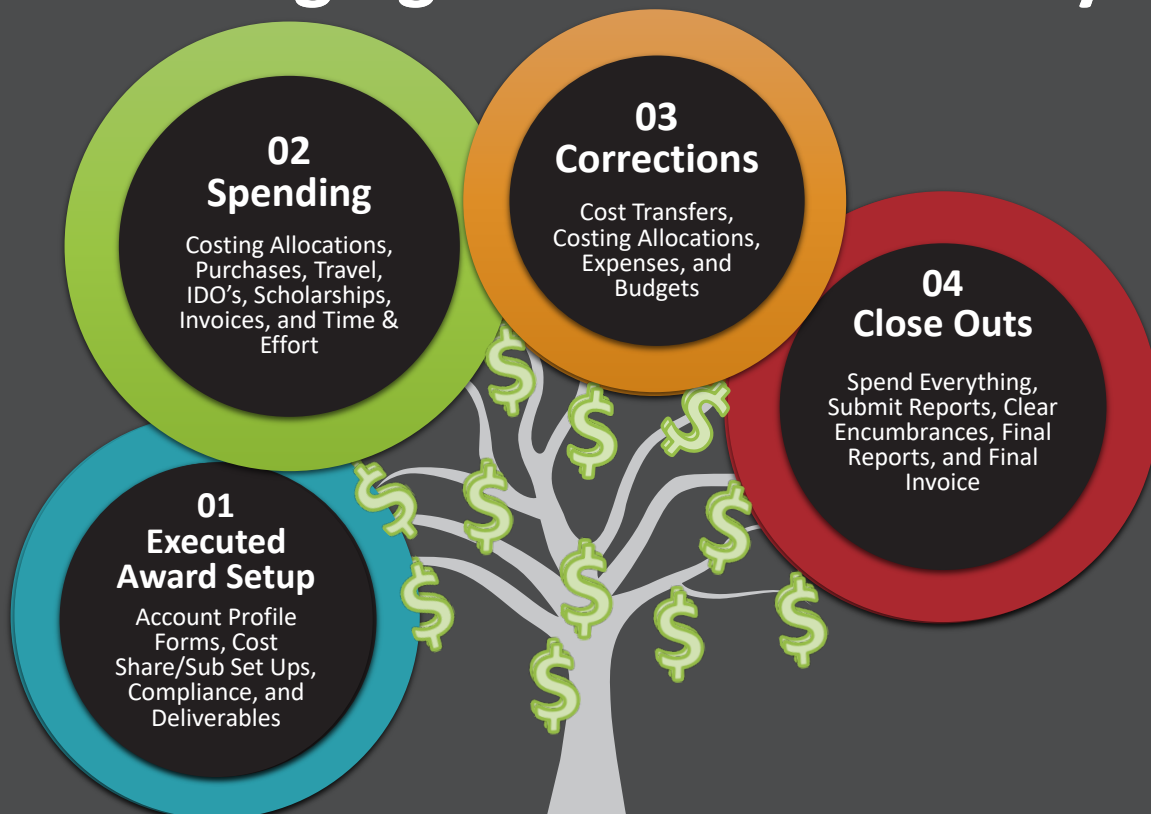 01
Executed
Award Setup
Account Profile
Forms, Cost
Share/Sub Set Ups,
Compliance, and
Deliverables
02
Spending
Costing Allocations,
Purchases, Travel,
IDO's, Scholarships,
Invoices, and Time &
Effort
03
Corrections
Cost Transfers,
Costing Allocations,
Expenses, and
Budgets
04
Close Outs
Spend Everything,
Submit Reports, Clear
Encumbrances, Final
Reports, and Final
Invoice
$
$
$
$
$
$
$
$
$
$
$